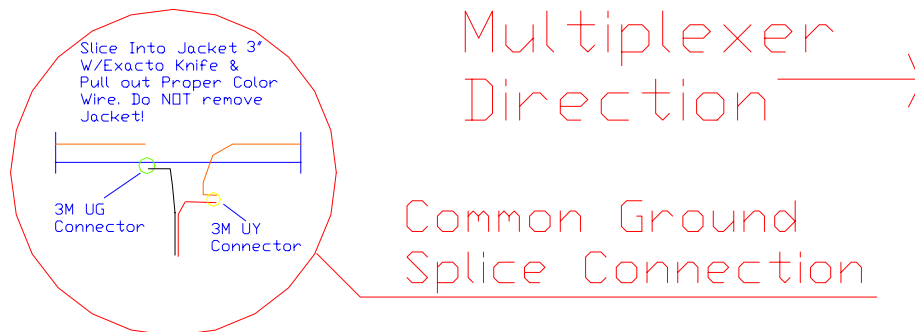 Slice Into Jacket 3"
W/Exacto Knife &
Pull out Proper Color
Wire. Do NOT remove
Jacket!
3M UG
Connector
3M UY
Connector
Multiplexer
Direction
Common Ground
Splice Connection